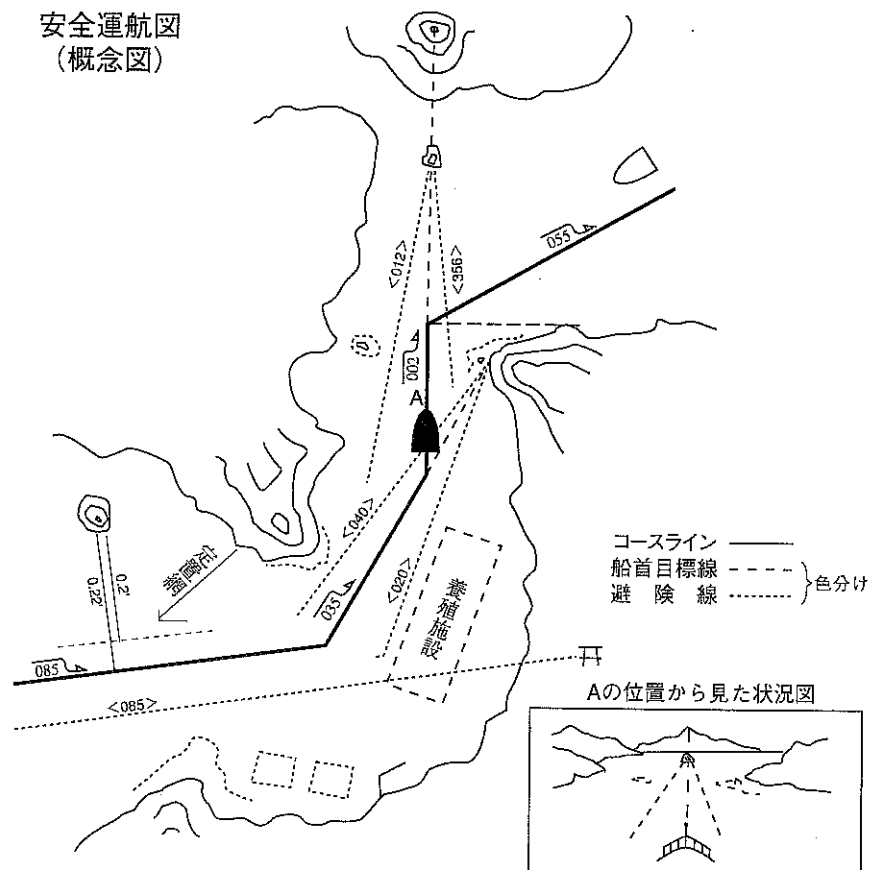 安全運航図
（概念図）
055
<012>
<356>
002
A
<040>
<020>
035
定置網
0.22'
0.2'
養殖施設
085
<085>
コースライン
船首目標線
避険線
色分け
Aの位置から見た状況図